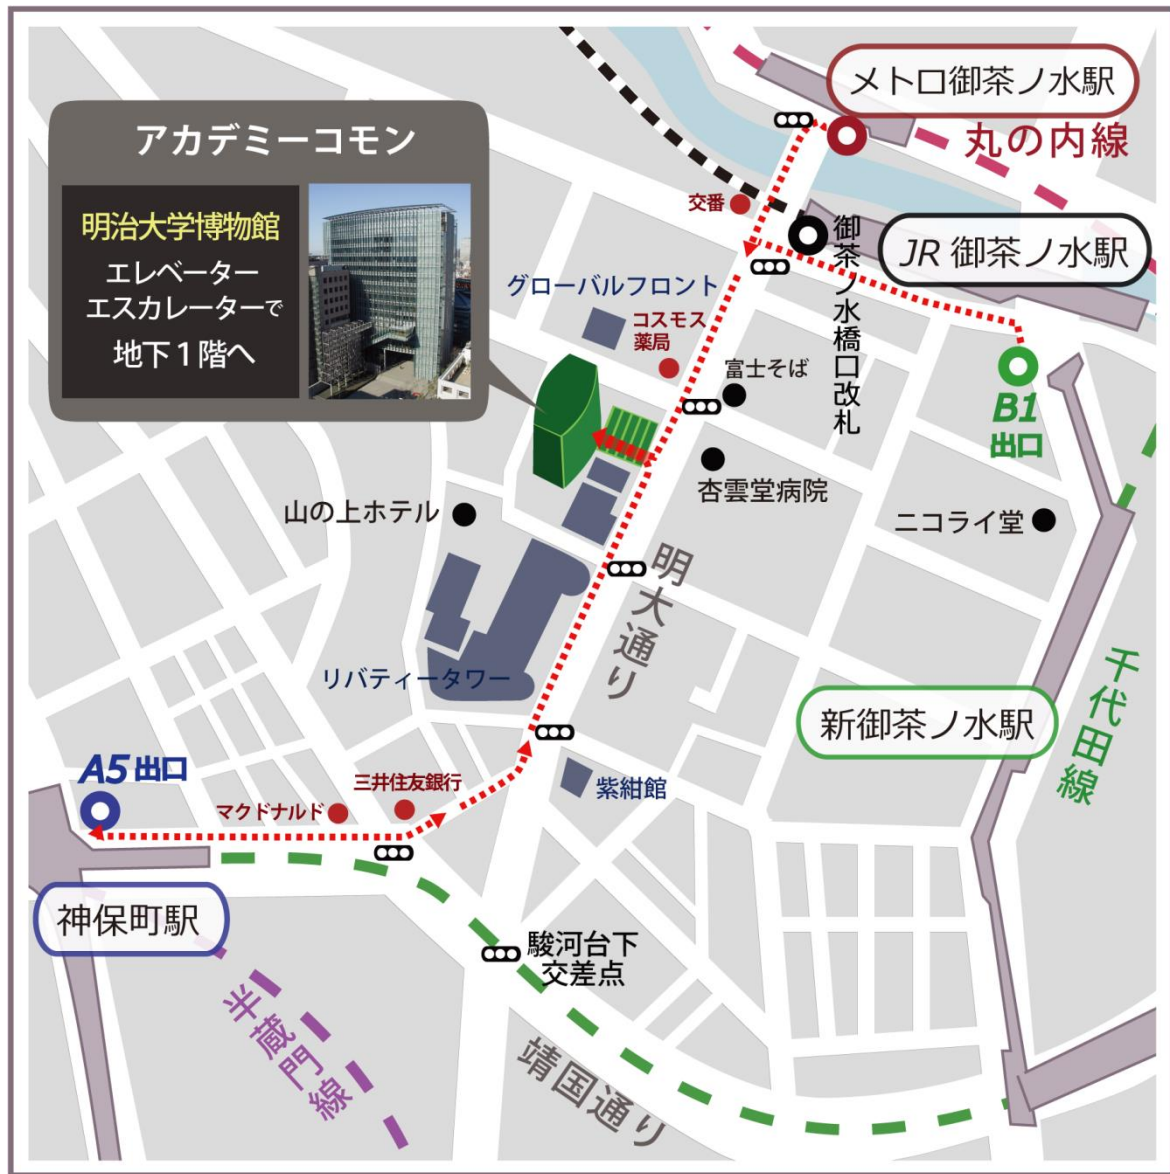 メトロ御茶ノ水駅
丸の内線
アカデミーコモン
明治大学博物館
エレベーター
エスカレーターで
地下1階へ
交番
JR 御茶ノ水駅
御茶ノ水橋口改札
グローバルフロント
コスモス
薬局
富士そば
B1
出口
杏雲堂病院
山の上ホテル
ニコライ堂
明大通り
リバティータワー
千代田線
新御茶ノ水駅
A5 出口
三井住友銀行
マクドナルド
紫紺館
神保町駅
駿河台下
交差点
半蔵門線
靖国通り